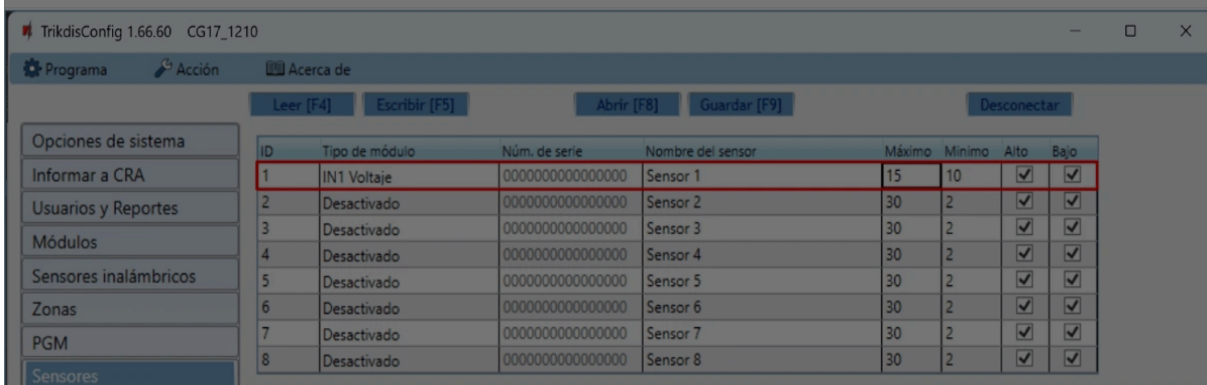 TrikdisConfig 1.66.60 CG17_1210
Programa Acción Acerca de
Leer [F4] Escribir [F5] Abrir [F8] Guardar [F9] Desconectar
Opciones de sistema
Informar a CRA
Usuarios y Reportes
Módulos
Sensores inalámbricos
Zonas
PGM
Sensores
ID Tipo de módulo Núm. de serie Nombre del sensor Máximo Minimo Alto Bajo
1 IN1 Voltaje 0000000000000000 Sensor 1 15 10
2 Desactivado 0000000000000000 Sensor 2 30 2
3 Desactivado 0000000000000000 Sensor 3 30 2
4 Desactivado 0000000000000000 Sensor 4 30 2
5 Desactivado 0000000000000000 Sensor 5 30 2
6 Desactivado 0000000000000000 Sensor 6 30 2
7 Desactivado 0000000000000000 Sensor 7 30 2
8 Desactivado 0000000000000000 Sensor 8 30 2